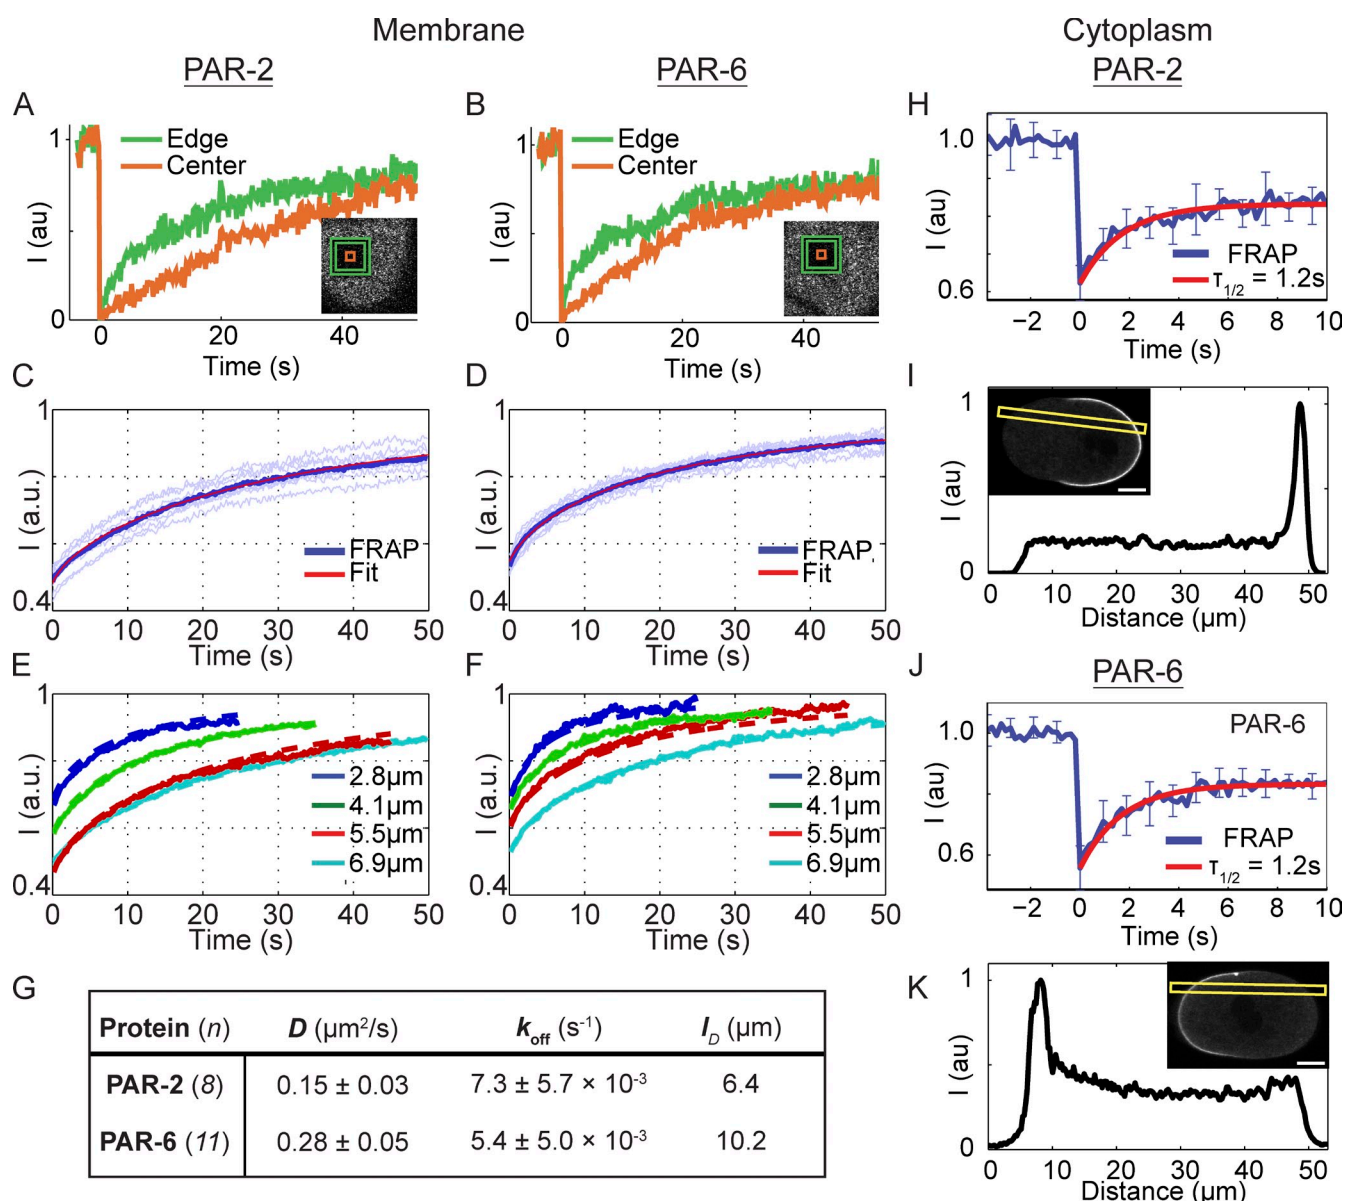 Membrane
Cytoplasm
PAR-2
PAR-6
PAR-2
A
I (au)
1
0
Edge
Center
0 20 40
Time (s)
B
I (au)
1
0
Edge
Center
0 20 40
Time (s)
H
I (au)
1.0
0.6
FRAP
τ1/2 = 1.2s
−2 0 2 4 6 8 10
Time (s)
C
I (a.u.)
1
0.4
FRAP
Fit
0 10 20 30 40 50
Time (s)
D
I (a.u.)
1
0.4
FRAP
Fit
0 10 20 30 40 50
Time (s)
I
I (au)
1
0
0 10 20 30 40 50
Distance (µm)
E
I (a.u.)
1
0.4
2.8µm
4.1µm
5.5µm
6.9µm
0 10 20 30 40 50
Time (s)
F
I (a.u.)
1
0.4
2.8µm
4.1µm
5.5µm
6.9µm
0 10 20 30 40 50
Time (s)
J
PAR-6
PAR-6
I (au)
1.0
0.6
FRAP
τ1/2 = 1.2s
−2 0 2 4 6 8 10
Time (s)
G
Protein (n) D (µm²/s) koff (s⁻¹) lD (µm)
PAR-2 (8) 0.15 ± 0.03 7.3 ± 5.7 × 10⁻³ 6.4
PAR-6 (11) 0.28 ± 0.05 5.4 ± 5.0 × 10⁻³ 10.2
K
I (au)
1
0
0 10 20 30 40 50
Distance (µm)